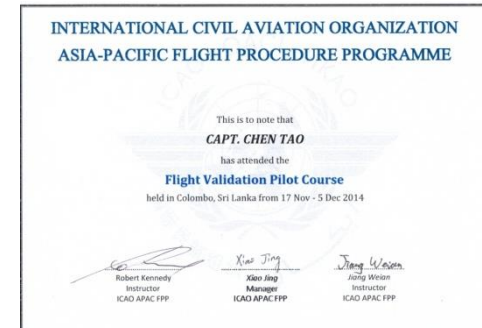 INTERNATIONAL CIVIL AVIATION ORGANIZATION
ASIA-PACIFIC FLIGHT PROCEDURE PROGRAMME
This is to note that
CAPT. CHEN TAO
has attended the
Flight Validation Pilot Course
held in Colombo, Sri Lanka from 17 Nov - 5 Dec 2014
Xiao Jing
Jiang Weian
Robert Kennedy
Xiao Jing
Jiang Weian
Instructor
Manager
Instructor
ICAO APAC FPP
ICAO APAC FPP
ICAO APAC FPP